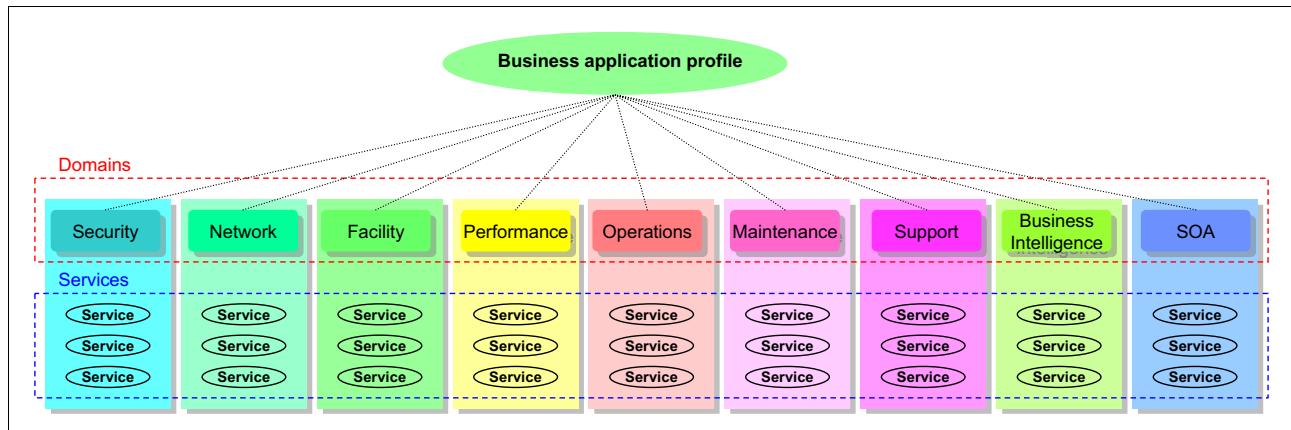 Business application profile
Domains
Security Network Facility Performance Operations Maintenance Support Business Intelligence SOA
Services
Service Service Service Service Service Service Service Service Service
Service Service Service Service Service Service Service Service Service
Service Service Service Service Service Service Service Service Service